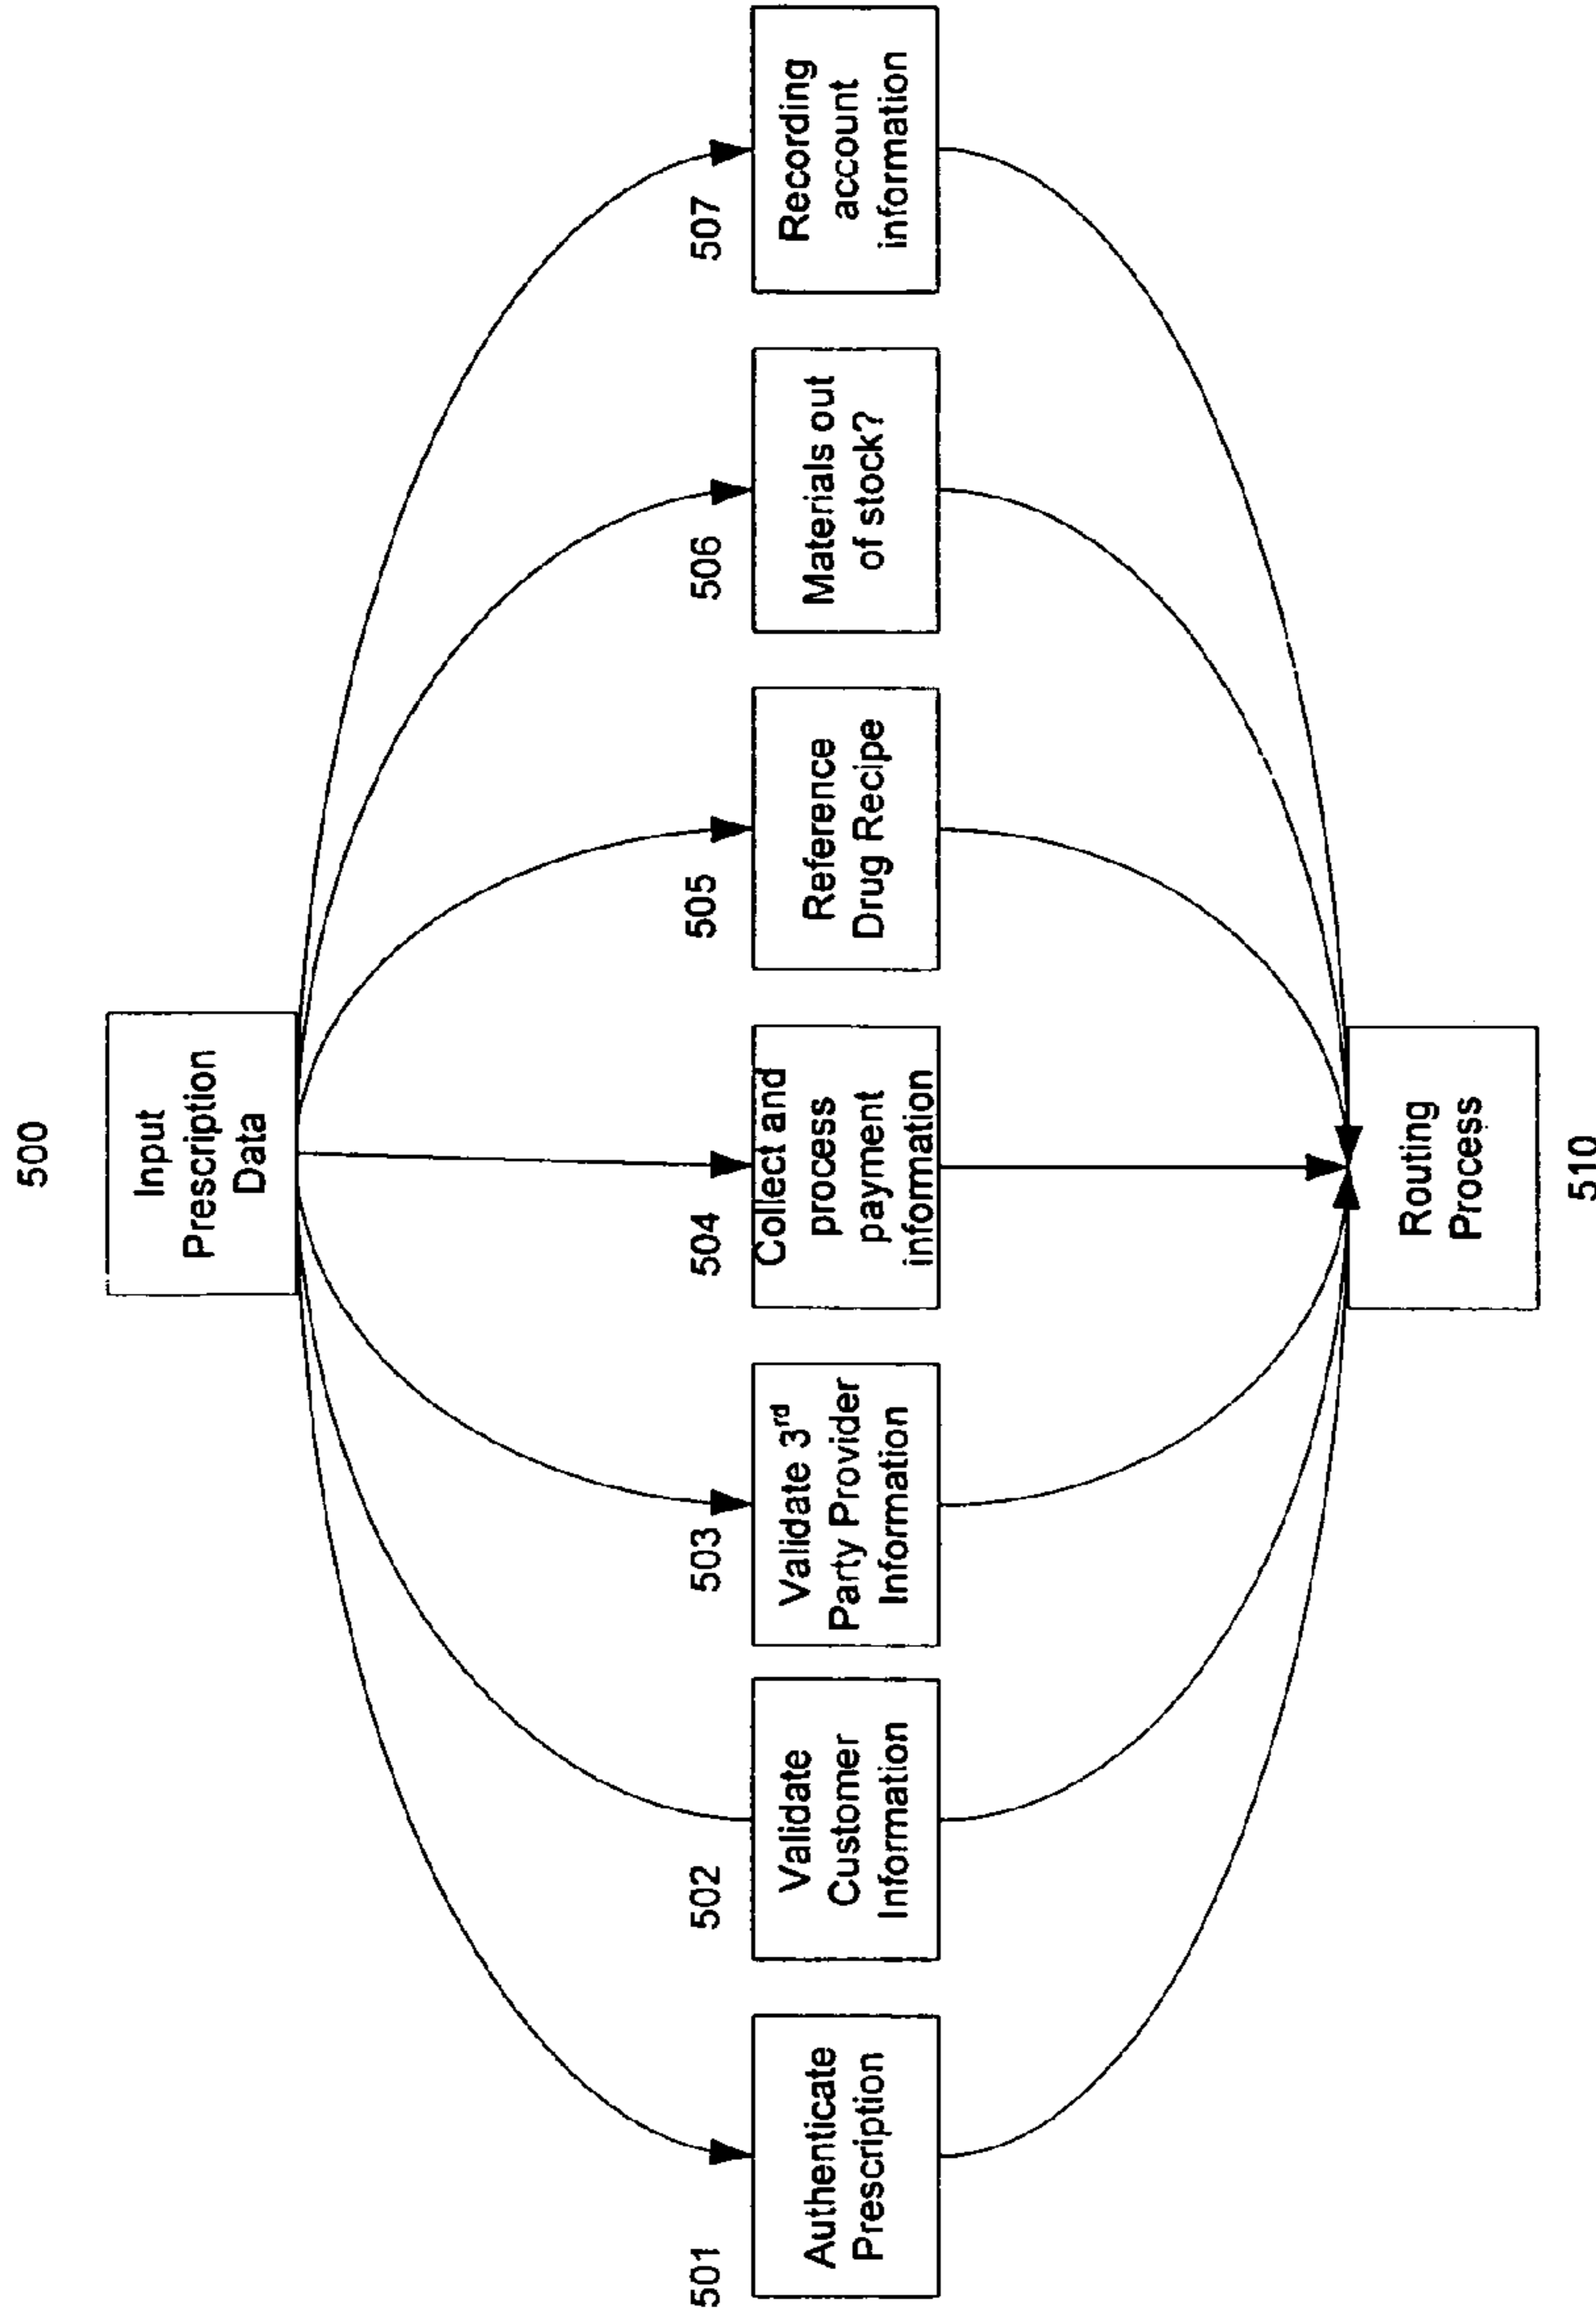 500
Input
Prescription
Data
501
Authenticate
Prescription
502
Validate
Customer
Information
503
Validate 3rd
Party Provider
Information
504
Collect and
process
payment
information
505
Reference
Drug Recipe
506
Materials out
of stock?
507
Recording
account
information
Routing
Process
510